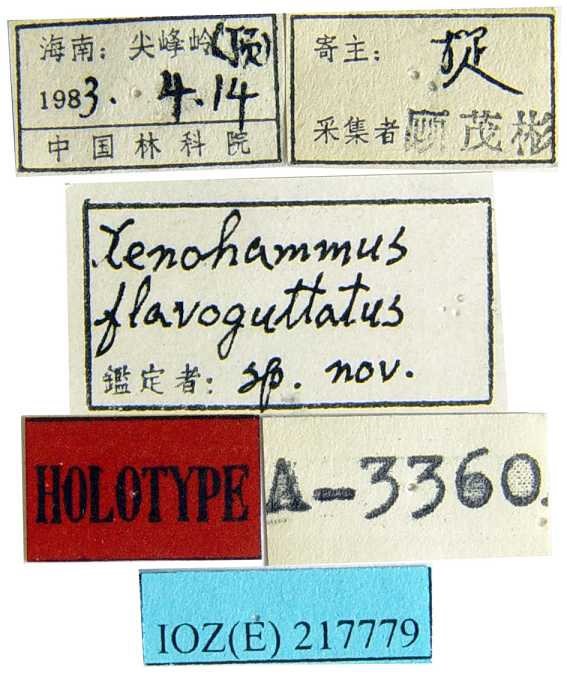 海南：尖峰岭(顶)
1983. 4.14
中国林科院
寄主：捉
采集者 顾茂彬
Xenohammus
flavoguttatus
鑑定者：sp. nov.
HOLOTYPE
A-3360.
IOZ(E) 217779